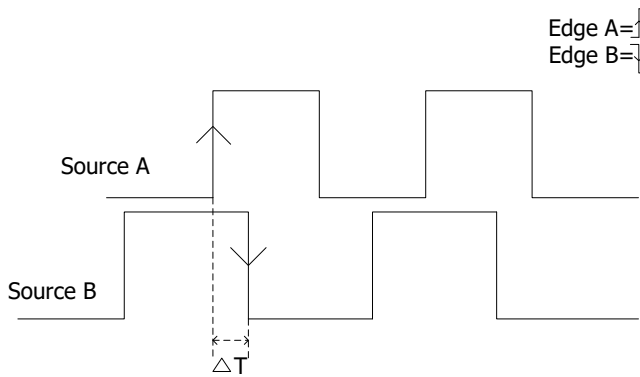 Edge A=
Edge B=
Source A
Source B
△T